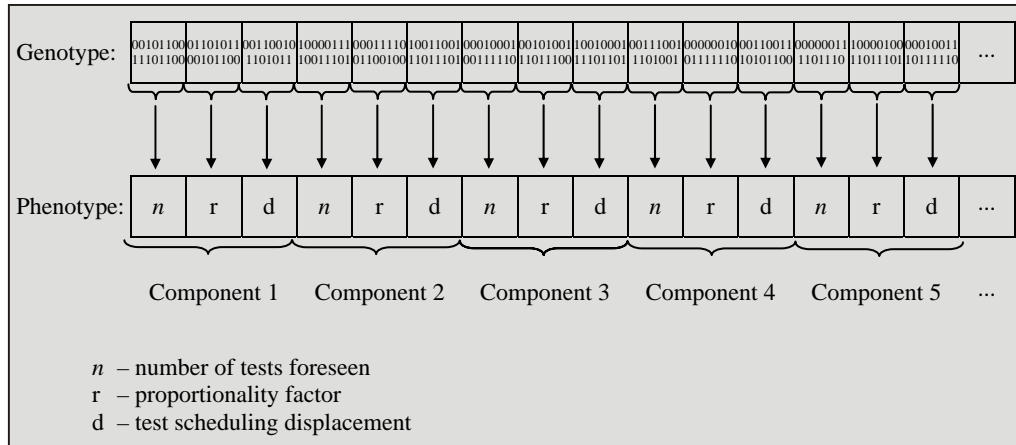 Genotype:
00101100 01101011 00110010 10000111 00011110 10011001 00010001 00101001 10010001 00111001 00000010 00110011 00000011 10000100 00010011 ...
11101100 00101100 1101011 10011101 01100100 11011101 00111110 11011100 11101101 1101001 01111110 10101100 1101110 11011101 10111110
Phenotype: n r d n r d n r d n r d n r d ...
Component 1 Component 2 Component 3 Component 4 Component 5 ...
n – number of tests foreseen
r – proportionality factor
d – test scheduling displacement